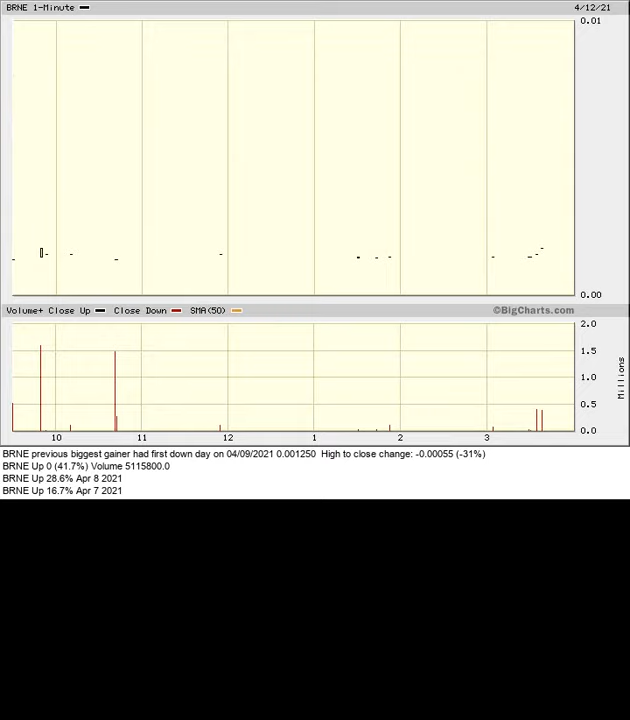 BRNE 1-Minute 4/12/21
0.01
0.00
Volume+ Close Up Close Down SMA(50) ©BigCharts.com
2.0
1.5
1.0
0.5
0.0
Millions
10 11 12 1 2 3
BRNE previous biggest gainer had first down day on 04/09/2021 0.001250 High to close change: -0.00055 (-31%)
BRNE Up 0 (41.7%) Volume 5115800.0
BRNE Up 28.6% Apr 8 2021
BRNE Up 16.7% Apr 7 2021